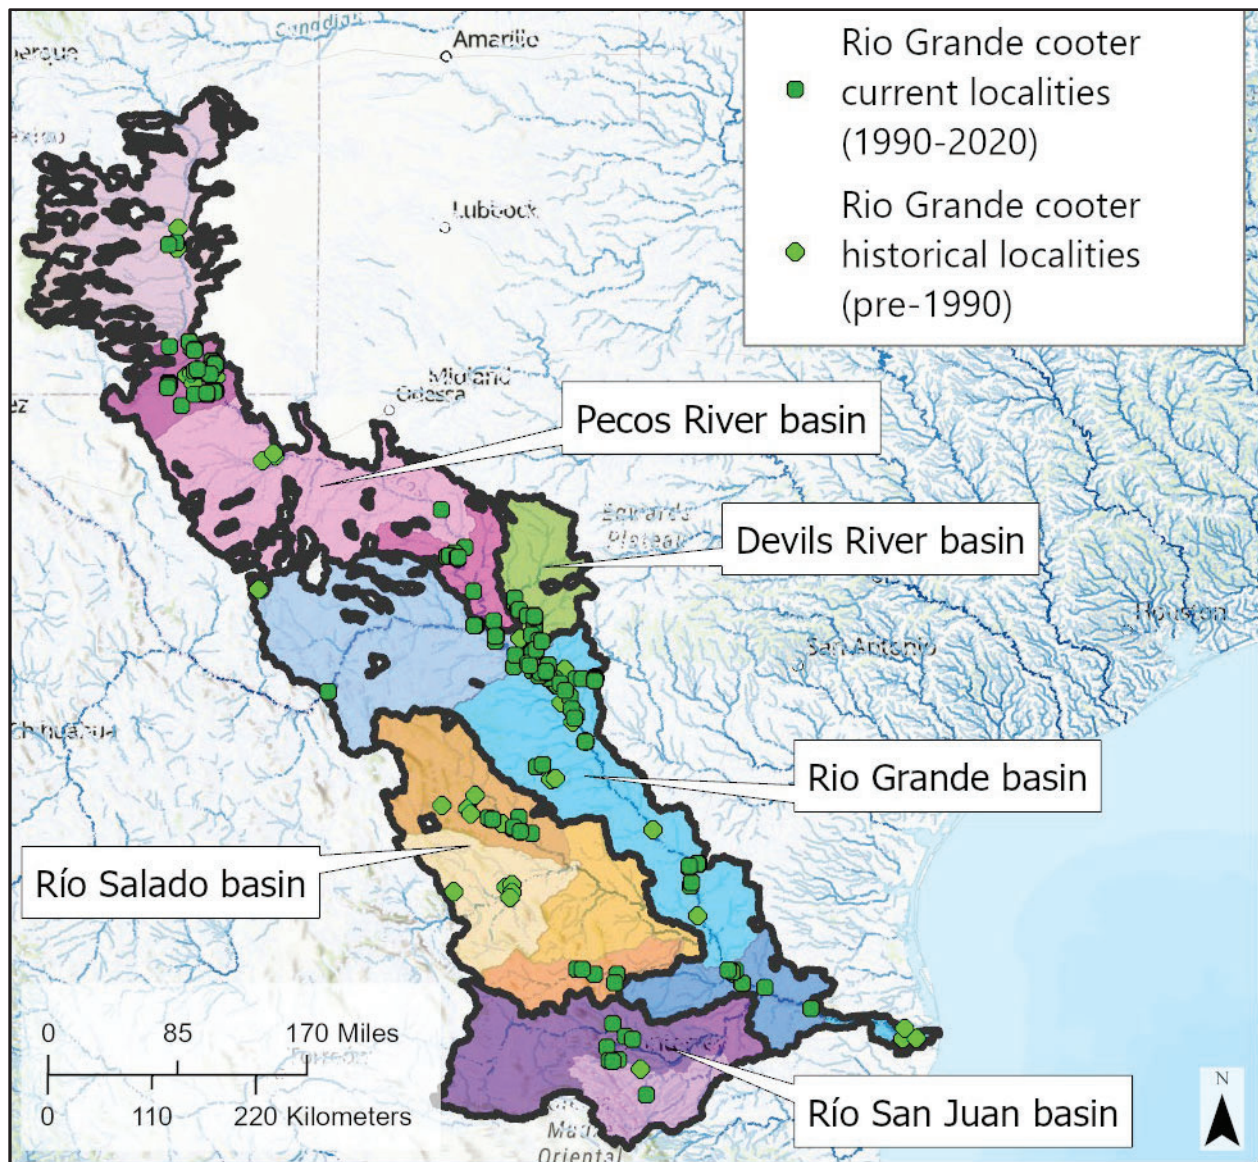 Canadian
Amarillo
Rio Grande cooter
current localities
(1990-2020)
Rio Grande cooter
historical localities
(pre-1990)
Lubbock
Midland
Odessa
Pecos River basin
Edwards
Plateau
Devils River basin
Houston
San Antonio
Rio Grande basin
Río Salado basin
0 85 170 Miles
0 110 220 Kilometers
Río San Juan basin
N
Oriental